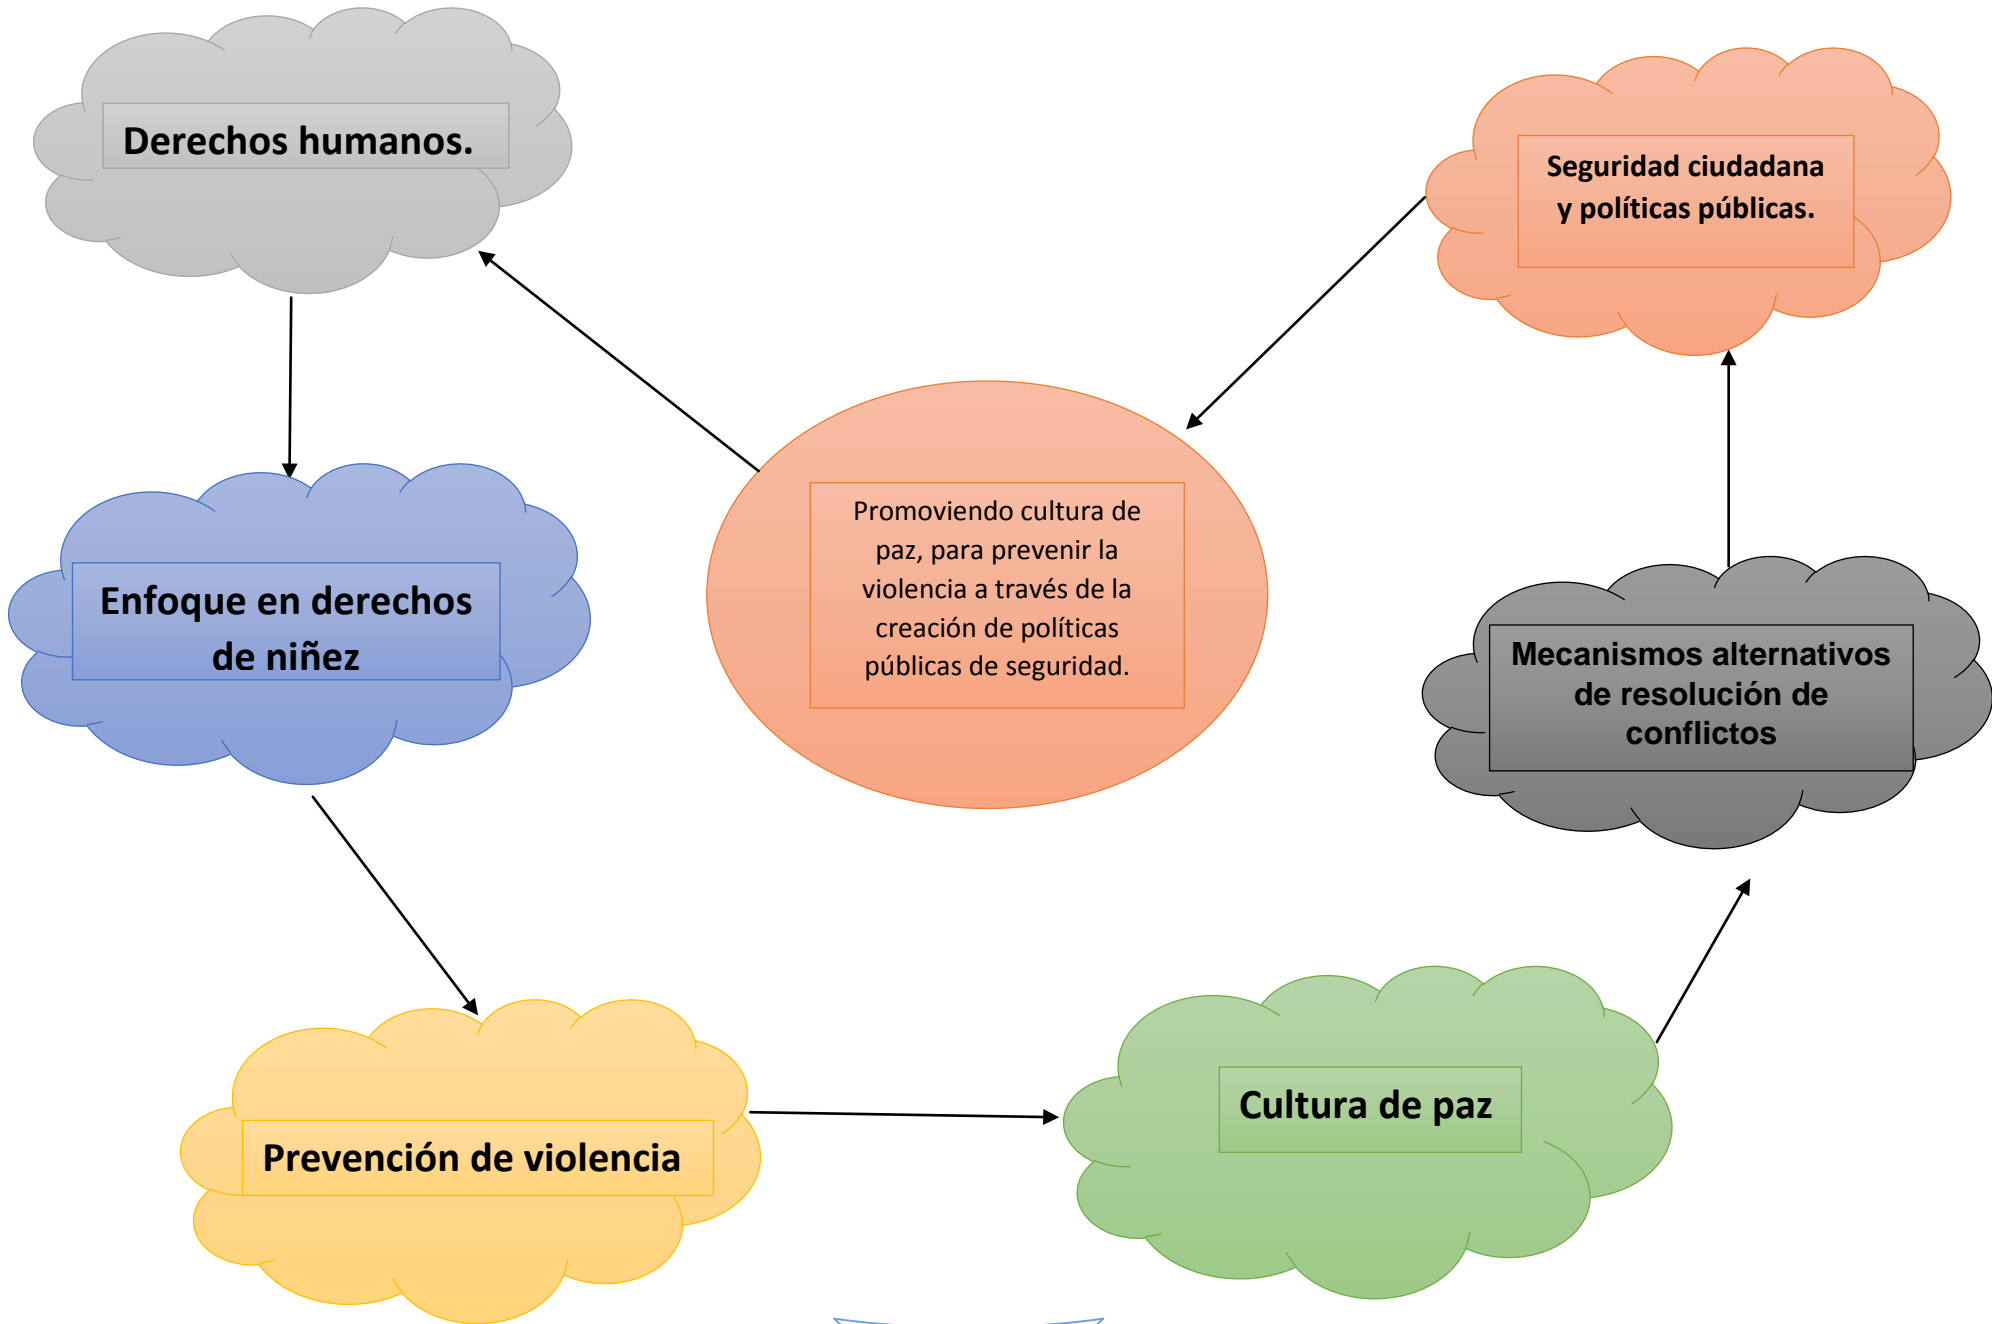 Derechos humanos.
Seguridad ciudadana
y políticas públicas.
Promoviendo cultura de
paz, para prevenir la
violencia a través de la
creación de políticas
públicas de seguridad.
Enfoque en derechos
de niñez
Mecanismos alternativos
de resolución de
conflictos
Cultura de paz
Prevención de violencia